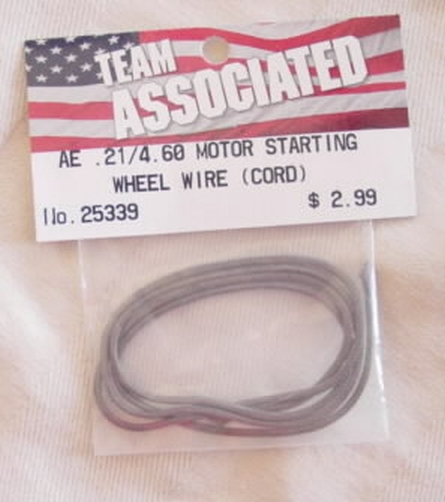 TEAM
ASSOCIATED
AE .21/4.60 MOTOR STARTING
WHEEL WIRE (CORD)
No. 25339 $ 2.99